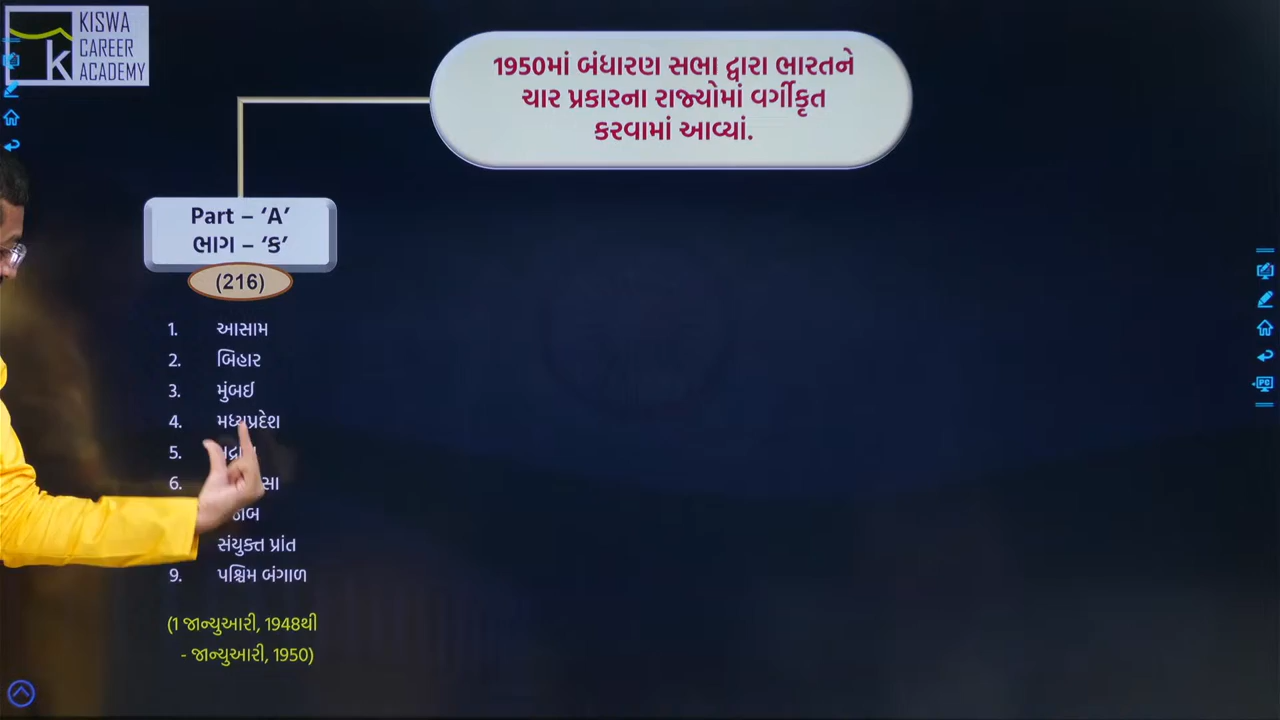 KISWA
CAREER
ACADEMY
1950માં બંધારણ સભા દ્વારા ભારતને
ચાર પ્રકારના રાજ્યોમાં વર્ગીકૃત
કરવામાં આવ્યાં.
Part – ‘A’
ભાગ – ‘ક’
(216)
1. આસામ
2. બિહાર
3. મુંબઈ
4. મધ્યપ્રદેશ
5.
6.
સંયુક્ત પ્રાંત
9. પશ્ચિમ બંગાળ
(1 જાન્યુઆરી, 1948થી
- જાન્યુઆરી, 1950)
PC